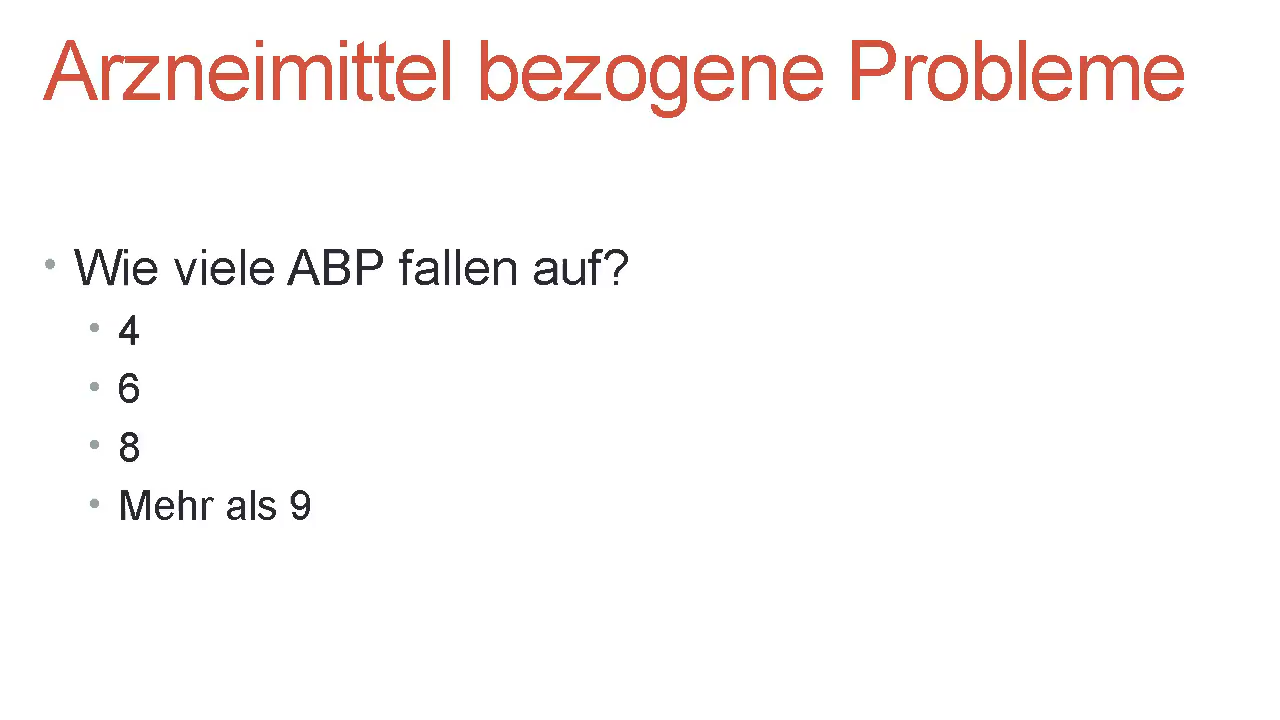 Arzneimittel bezogene Probleme
• Wie viele ABP fallen auf?
• 4
• 6
• 8
• Mehr als 9